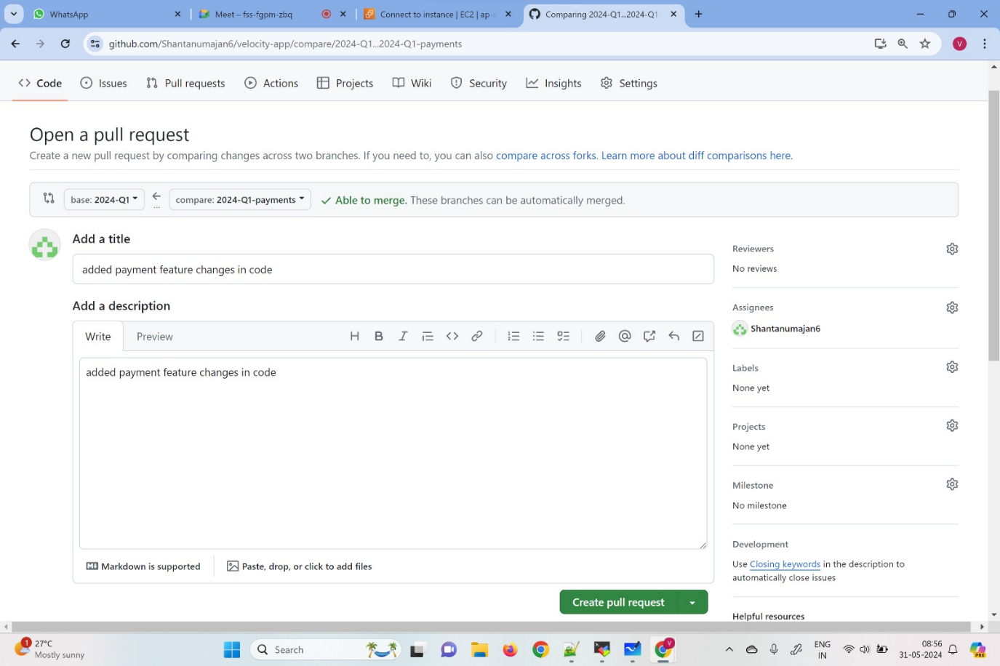 WhatsApp
Meet – fss-fgpm-zbq
Connect to instance | EC2 | ap-s
Comparing 2024-Q1...2024-Q1-
github.com/Shantanumajan6/velocity-app/compare/2024-Q1...2024-Q1-payments
V
Code
Issues
Pull requests
Actions
Projects
Wiki
Security
Insights
Settings
Open a pull request
Create a new pull request by comparing changes across two branches. If you need to, you can also compare across forks. Learn more about diff comparisons here.
base: 2024-Q1
...
compare: 2024-Q1-payments
Able to merge. These branches can be automatically merged.
Add a title
added payment feature changes in code
Add a description
Write
Preview
added payment feature changes in code
Markdown is supported
Paste, drop, or click to add files
Create pull request
Reviewers
No reviews
Assignees
Shantanumajan6
Labels
None yet
Projects
None yet
Milestone
No milestone
Development
Use Closing keywords in the description to
automatically close issues
Helpful resources
1
27°C
Mostly sunny
Search
V
ENG
IN
08:56
31-05-2024
PRE